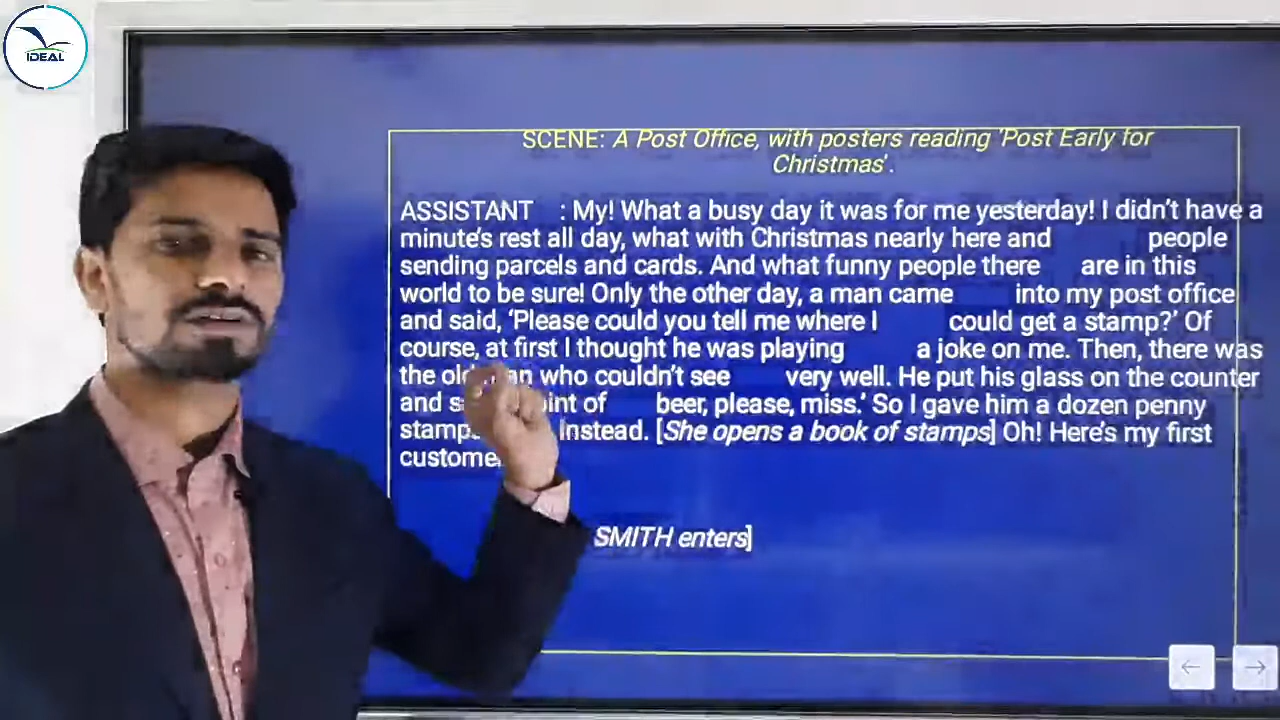 IDEAL
SCENE: A Post Office, with posters reading 'Post Early for
Christmas'.
ASSISTANT : My! What a busy day it was for me yesterday! I didn't have a
minute's rest all day, what with Christmas nearly here and people
sending parcels and cards. And what funny people there are in this
world to be sure! Only the other day, a man came into my post office
and said, ‘Please could you tell me where I could get a stamp?’ Of
course, at first I thought he was playing a joke on me. Then, there was
the old man who couldn't see very well. He put his glass on the counter
and of beer, please, miss.’ So I gave him a dozen penny
stamps instead. [She opens a book of stamps] Oh! Here's my first
customer
SMITH enters]